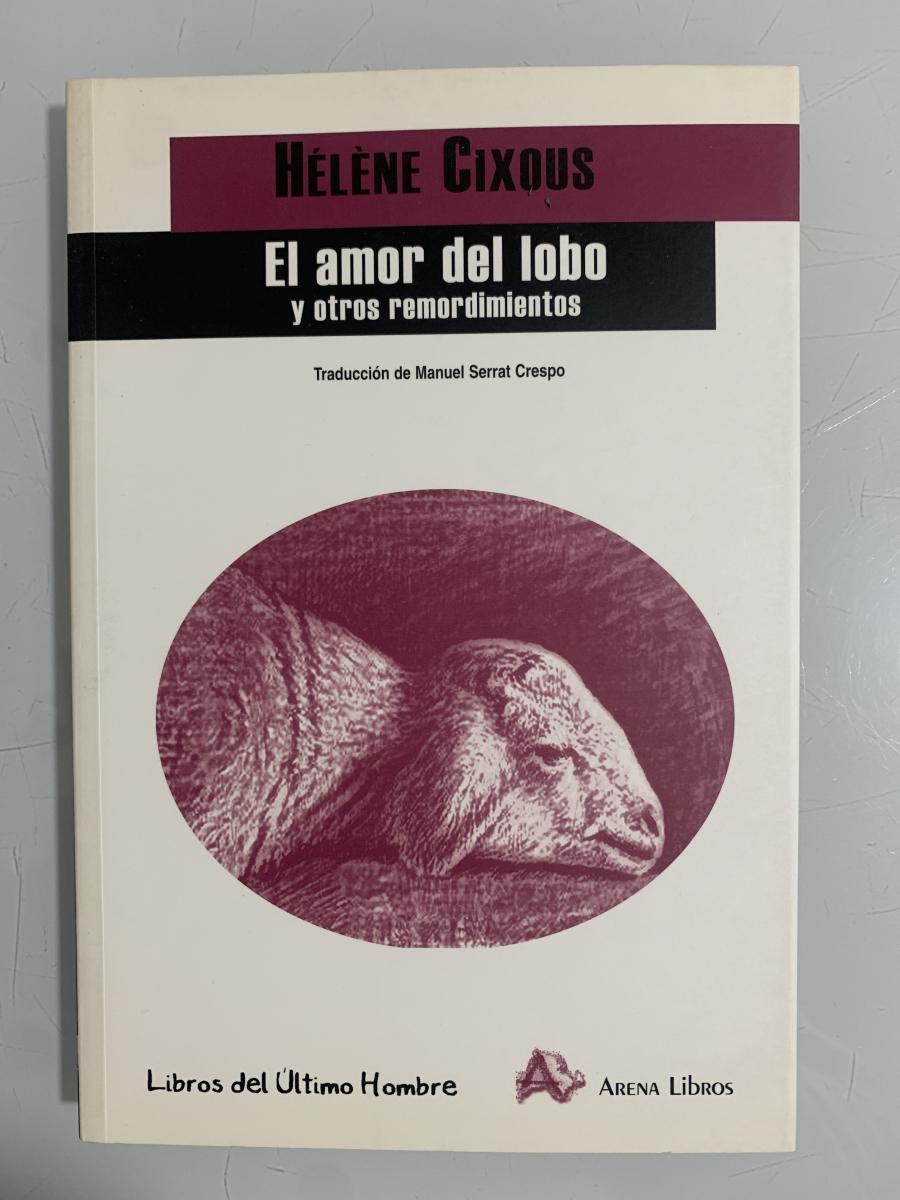 HÉLÈNE CIXOUS
El amor del lobo
y otros remordimientos
Traducción de Manuel Serrat Crespo
Libros del Último Hombre
A
ARENA LIBROS